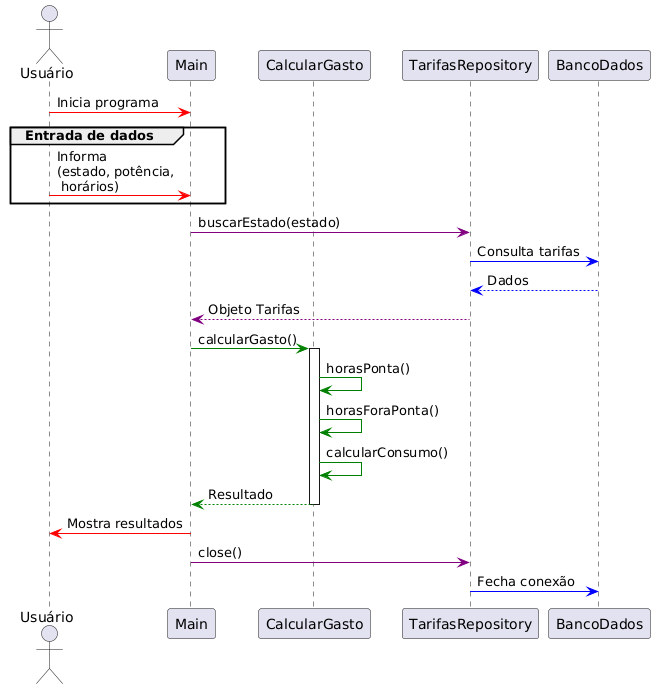 Usuário
Main
CalcularGasto
TarifasRepository
BancoDados
Inicia programa
Entrada de dados
Informa
(estado, potência,
horários)
buscarEstado(estado)
Consulta tarifas
Dados
Objeto Tarifas
calcularGasto()
horasPonta()
horasForaPonta()
calcularConsumo()
Resultado
Mostra resultados
close()
Fecha conexão
Usuário
Main
CalcularGasto
TarifasRepository
BancoDados